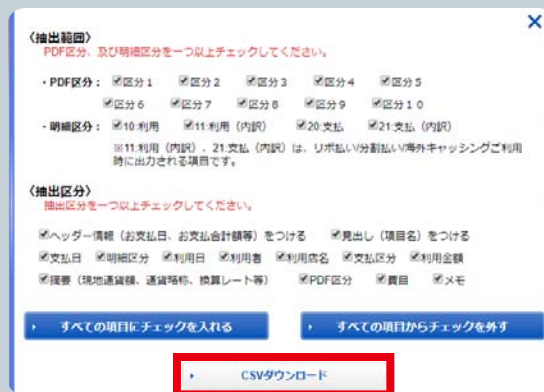 ×
〈抽出範囲〉
PDF区分、及び明細区分を一つ以上チェックしてください。
・PDF区分： 区分1 区分2 区分3 区分4 区分5
区分6 区分7 区分8 区分9 区分10
・明細区分： 10:利用 11:利用（内訳） 20:支払 21:支払（内訳）
※11:利用（内訳）、21:支払（内訳）は、リボ払い/分割払い/海外キャッシングご利用
時に出力される項目です。
〈抽出区分〉
抽出区分を一つ以上チェックしてください。
ヘッダー情報（お支払日、お支払合計額等）をつける 見出し（項目名）をつける
支払日 明細区分 利用日 利用者 利用店名 支払区分 利用金額
摘要（現地通貨額、通貨略称、換算レート等） PDF区分 費目 メモ
すべての項目にチェックを入れる すべての項目からチェックを外す
CSVダウンロード